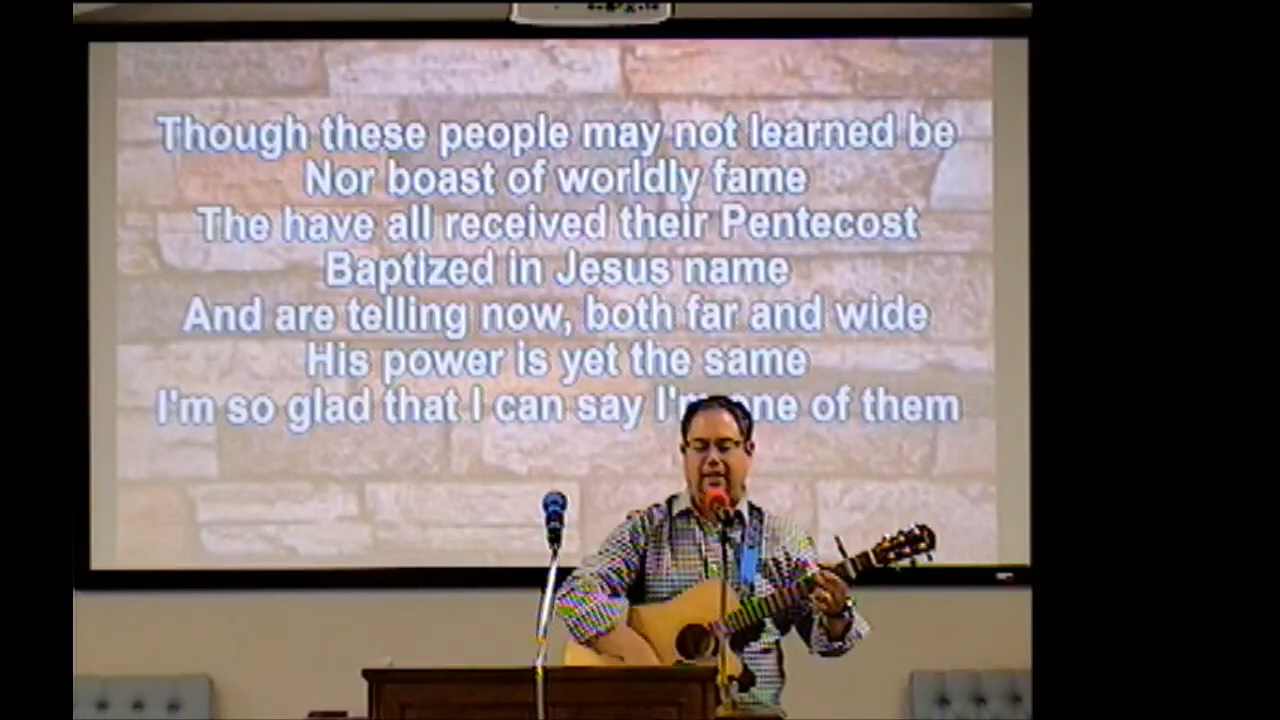 Though these people may not learned be
Nor boast of worldly fame
The have all received their Pentecost
Baptized in Jesus name
And are telling now, both far and wide
His power is yet the same
I'm so glad that I can say I'm one of them